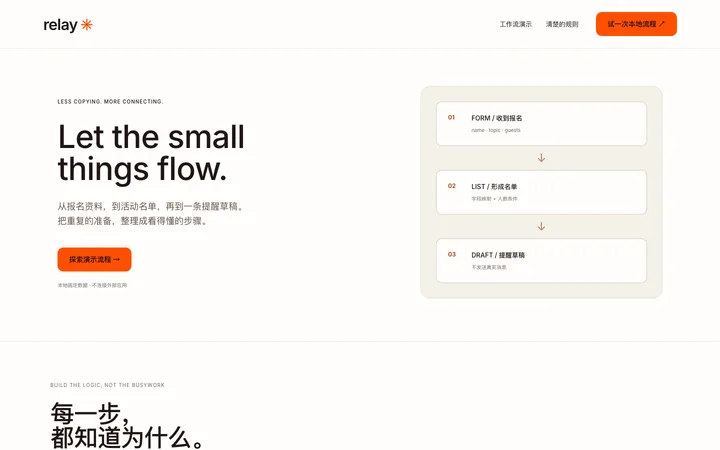 relay
工作流演示
清楚的规则
试一次本地流程 ↗
LESS COPYING. MORE CONNECTING.
Let the small
things flow.
从报名资料，到活动名单，再到一条提醒草稿。
把重复的准备，整理成看得懂的步骤。
探索演示流程 →
本地固定数据 · 不连接外部应用
01
FORM / 收到报名
name · topic · guests
02
LIST / 形成名单
字段映射 + 人数条件
03
DRAFT / 提醒草稿
不发送真实消息
BUILD THE LOGIC, NOT THE BUSYWORK
每一步，
都知道为什么。